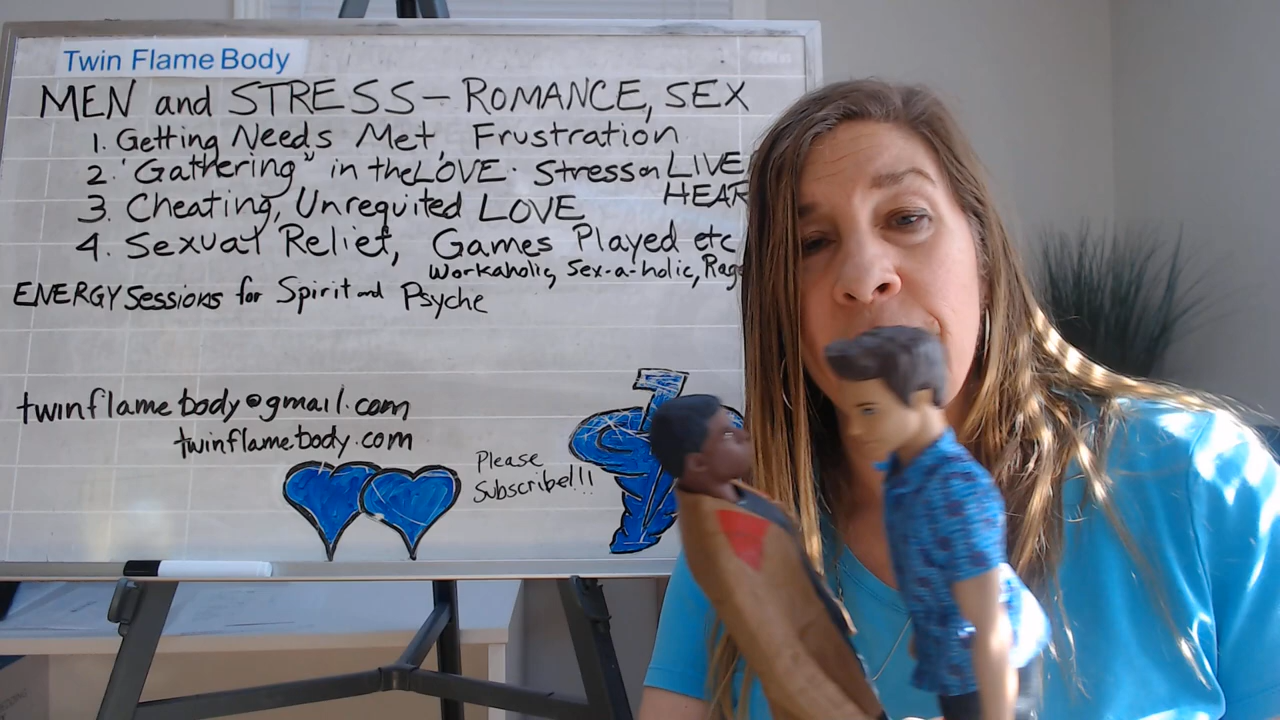 Twin Flame Body
MEN and STRESS - ROMANCE, SEX
1. Getting Needs Met, Frustration
2. "Gathering" in the LOVE. Stress on LIVE
HEAR
3. Cheating, Unrequited LOVE
4. Sexual Relief, Games Played etc
Workaholic, Sex-a-holic, Rag
ENERGY Sessions for Spirit and Psyche
twinflamebody@gmail.com
twinflamebody.com
Please
Subscribe!!!